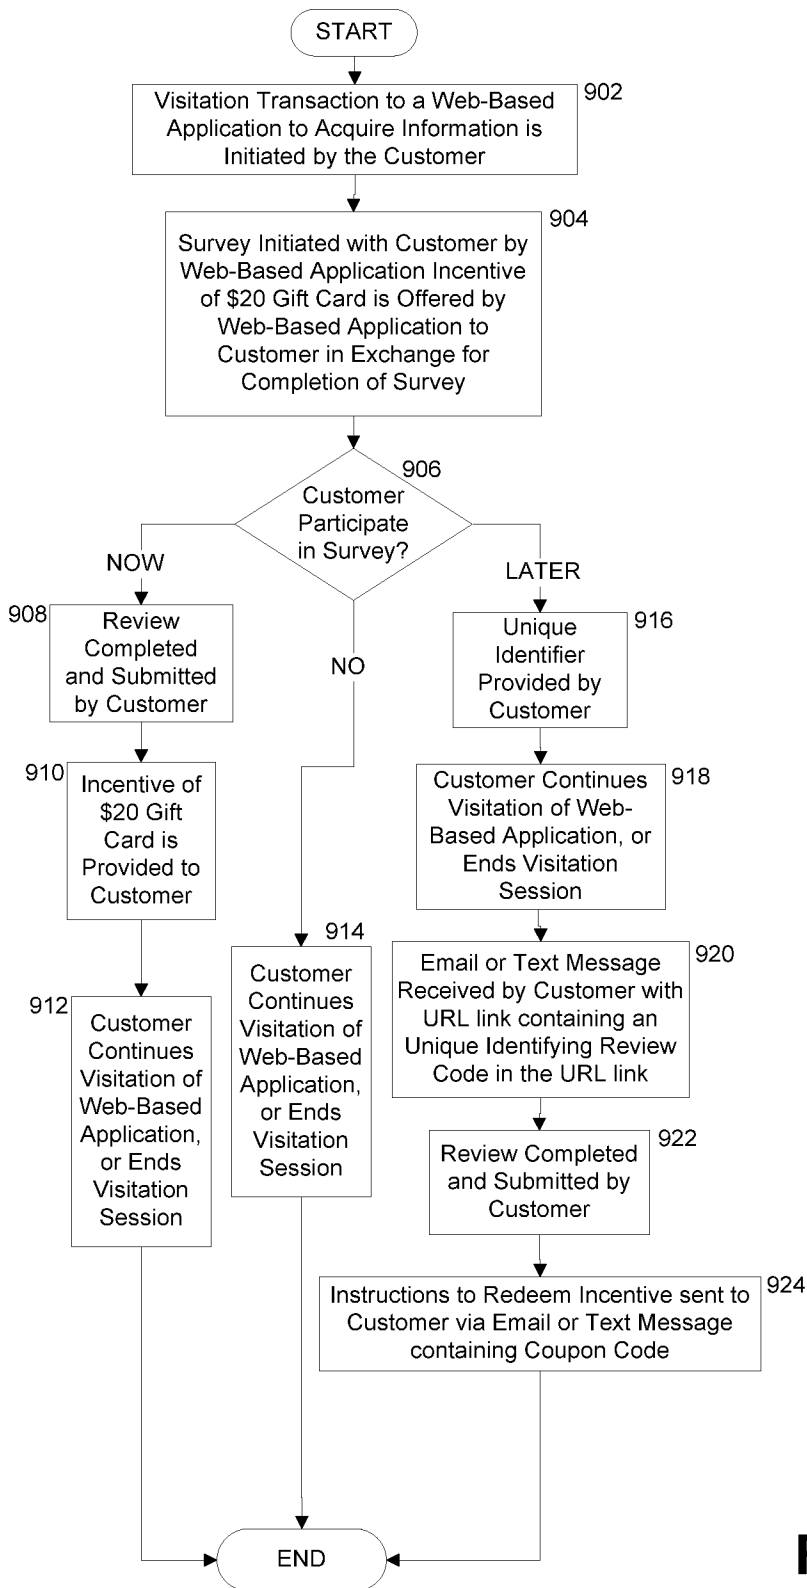 START
902
Visitation Transaction to a Web-Based
Application to Acquire Information is
Initiated by the Customer
904
Survey Initiated with Customer by
Web-Based Application Incentive
of $20 Gift Card is Offered by
Web-Based Application to
Customer in Exchange for
Completion of Survey
906
Customer
Participate
in Survey?
NOW
NO
LATER
908
Review
Completed
and Submitted
by Customer
910
Incentive of
$20 Gift
Card is
Provided to
Customer
912
Customer
Continues
Visitation of
Web-Based
Application,
or Ends
Visitation
Session
914
Customer
Continues
Visitation of
Web-Based
Application,
or Ends
Visitation
Session
916
Unique
Identifier
Provided by
Customer
918
Customer Continues
Visitation of Web-
Based Application, or
Ends Visitation
Session
920
Email or Text Message
Received by Customer with
URL link containing an
Unique Identifying Review
Code in the URL link
922
Review Completed
and Submitted by
Customer
924
Instructions to Redeem Incentive sent to
Customer via Email or Text Message
containing Coupon Code
END